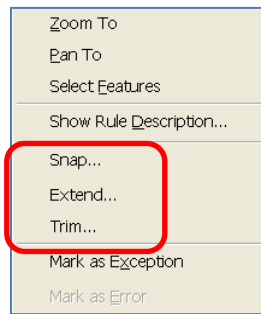 Zoom To
Pan To
Select Features
Show Rule Description...
Snap...
Extend...
Trim...
Mark as Exception
Mark as Error